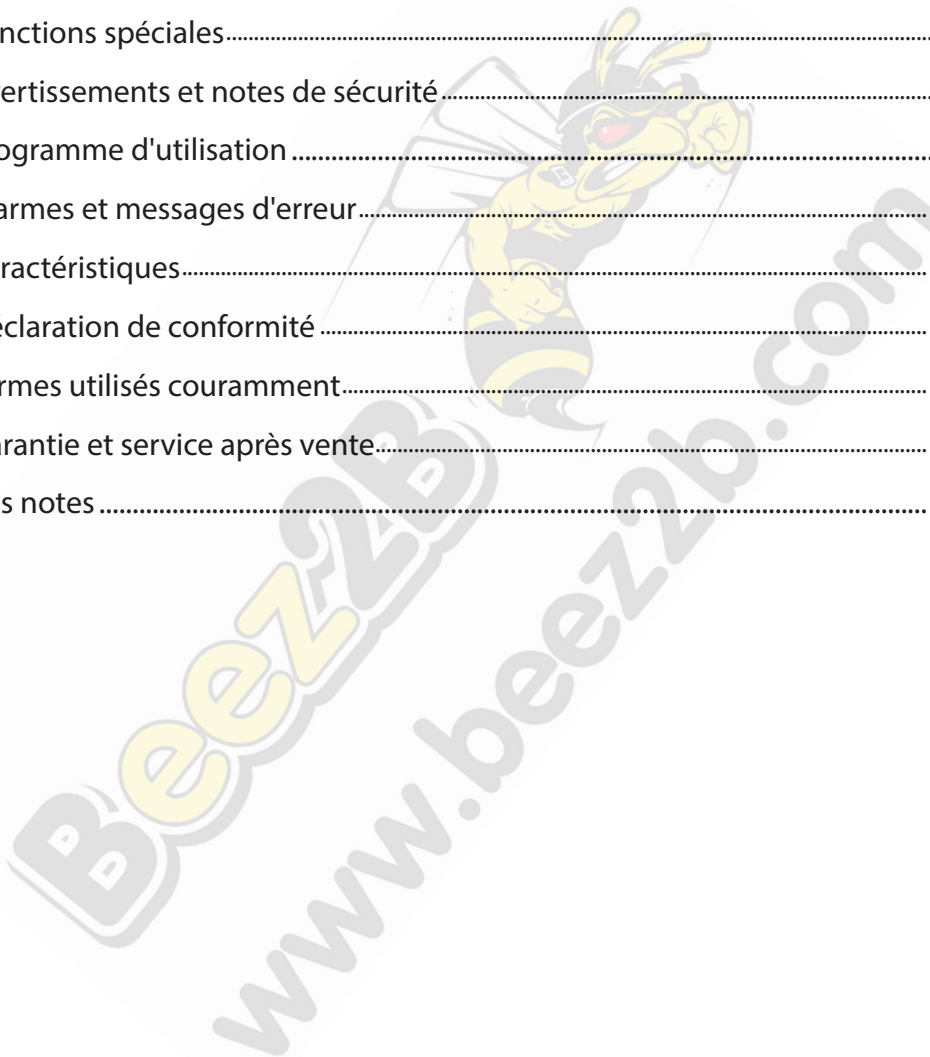 nctions spéciales
vertissements et notes de sécurité
ogramme d'utilisation
armes et messages d'erreur
ractéristiques
éclaration de conformité
rmes utilisés couramment
arantie et service après vente
s notes
Beez2B
www.beez2b.com